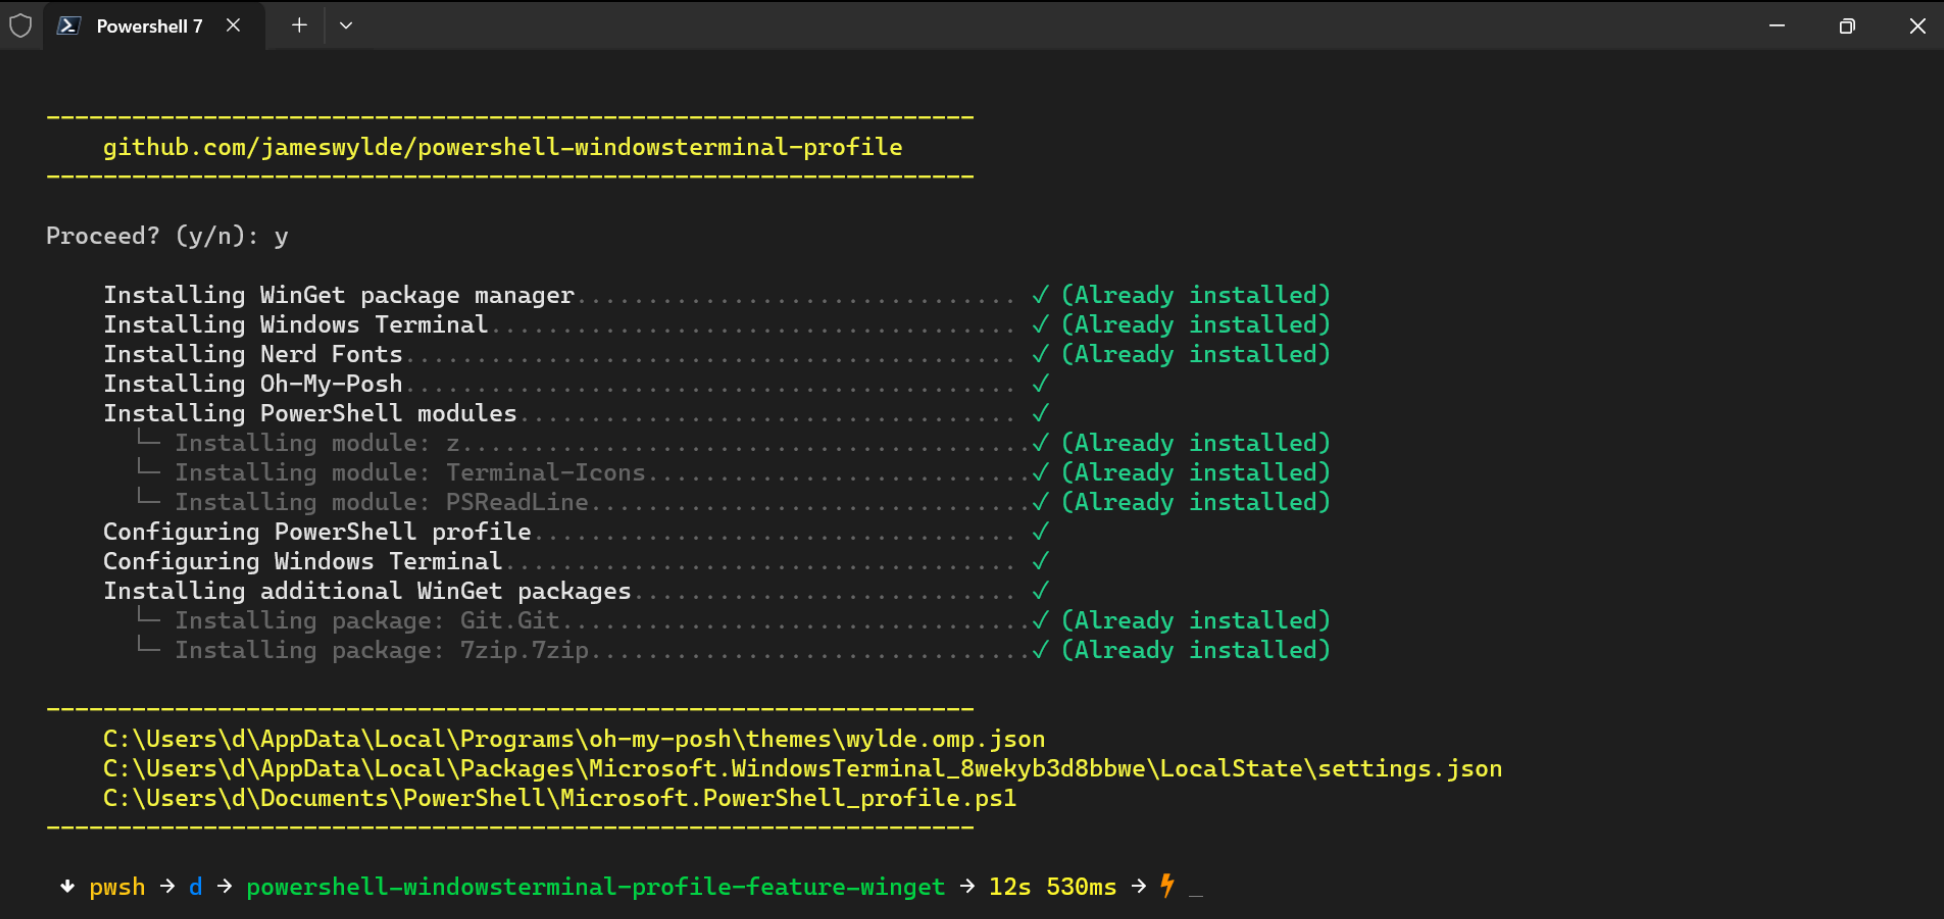 Powershell 7
------------------------------------------------------------------
github.com/jameswylde/powershell-windowsterminal-profile
------------------------------------------------------------------
Proceed? (y/n): y
Installing WinGet package manager............................... ✓ (Already installed)
Installing Windows Terminal..................................... ✓ (Already installed)
Installing Nerd Fonts........................................... ✓ (Already installed)
Installing Oh-My-Posh........................................... ✓
Installing PowerShell modules................................... ✓
└─ Installing module: z........................................✓ (Already installed)
└─ Installing module: Terminal-Icons...........................✓ (Already installed)
└─ Installing module: PSReadLine...............................✓ (Already installed)
Configuring PowerShell profile.................................. ✓
Configuring Windows Terminal.................................... ✓
Installing additional WinGet packages........................... ✓
└─ Installing package: Git.Git.................................✓ (Already installed)
└─ Installing package: 7zip.7zip...............................✓ (Already installed)
------------------------------------------------------------------
C:\Users\d\AppData\Local\Programs\oh-my-posh\themes\wylde.omp.json
C:\Users\d\AppData\Local\Packages\Microsoft.WindowsTerminal_8wekyb3d8bbwe\LocalState\settings.json
C:\Users\d\Documents\PowerShell\Microsoft.PowerShell_profile.ps1
------------------------------------------------------------------
↓ pwsh → d → powershell-windowsterminal-profile-feature-winget → 12s 530ms → ⚡ _